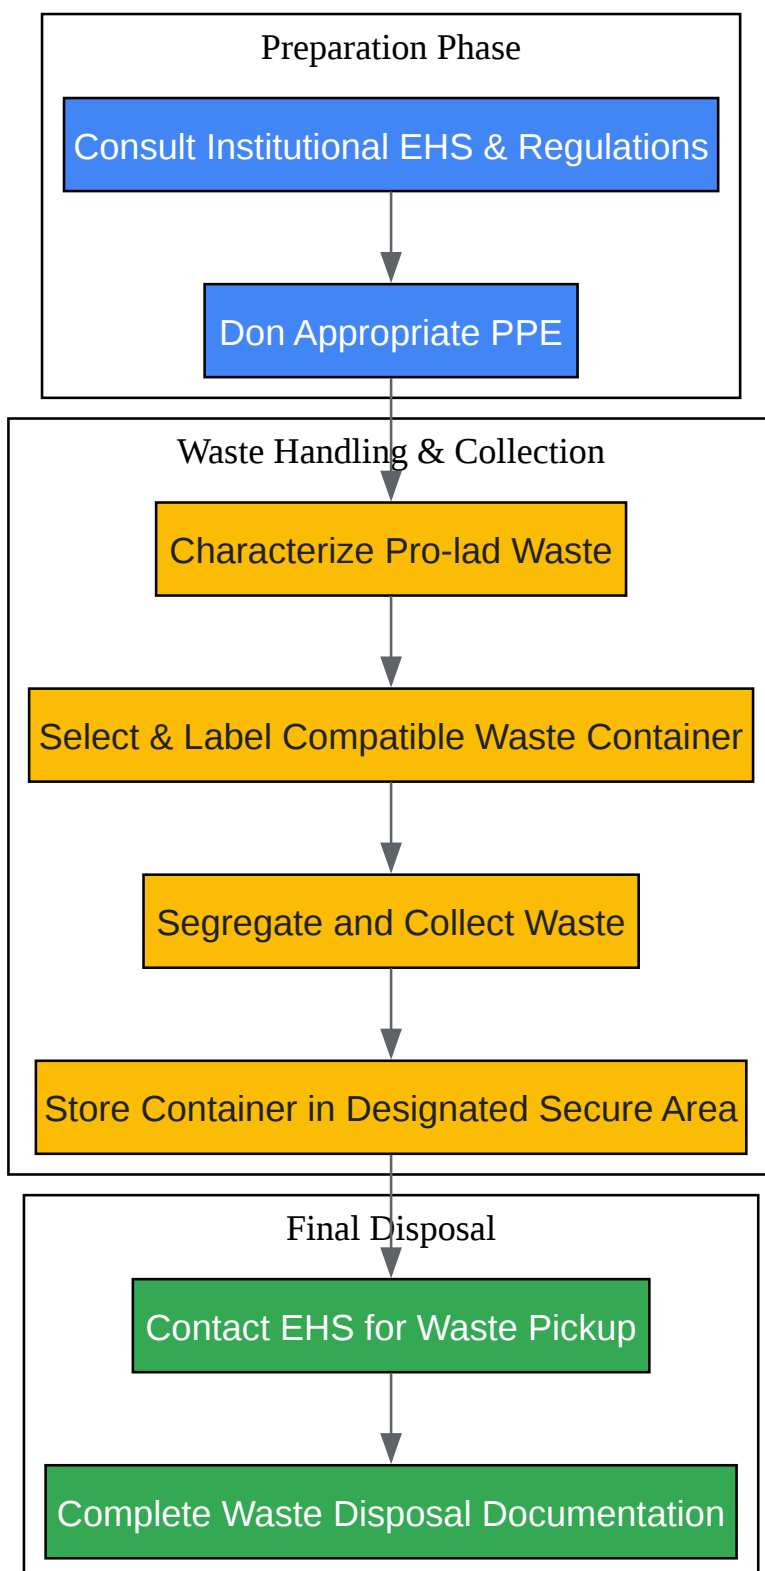 Preparation Phase
Consult Institutional EHS & Regulations
Don Appropriate PPE
Waste Handling & Collection
Characterize Pro-lad Waste
Select & Label Compatible Waste Container
Segregate and Collect Waste
Store Container in Designated Secure Area
Final Disposal
Contact EHS for Waste Pickup
Complete Waste Disposal Documentation